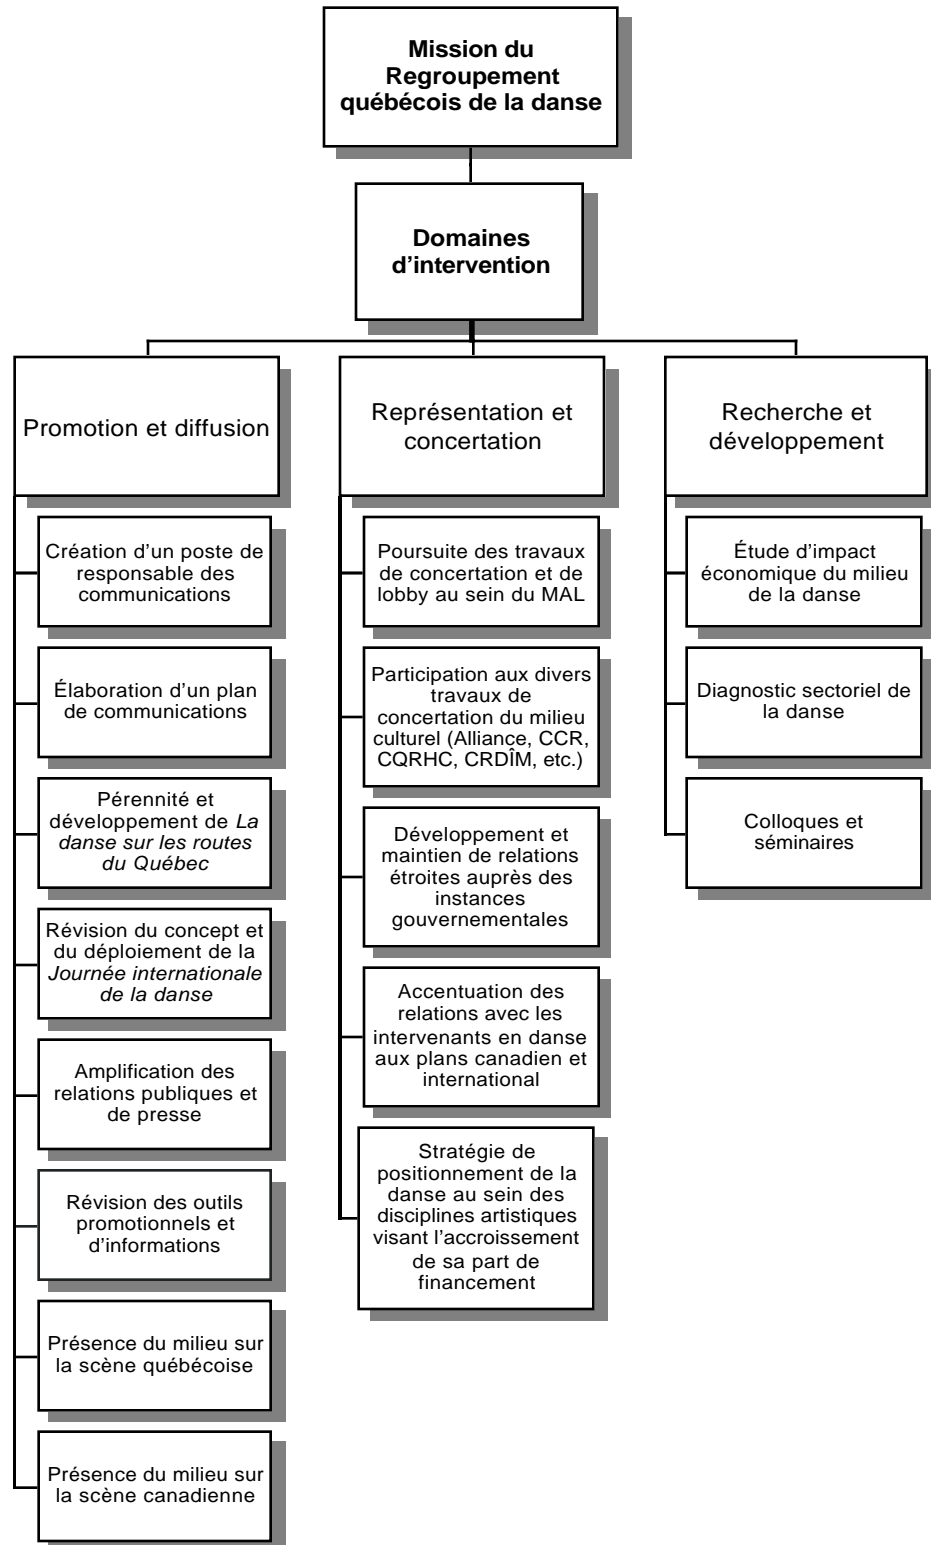 Mission du
Regroupement
québécois de la danse
Domaines
d'intervention
Promotion et diffusion
Création d'un poste de
responsable des
communications
Élaboration d'un plan
de communications
Pérennité et
développement de La
danse sur les routes
du Québec
Révision du concept et
du déploiement de la
Journée internationale
de la danse
Amplification des
relations publiques et
de presse
Révision des outils
promotionnels et
d'informations
Présence du milieu sur
la scène québécoise
Présence du milieu sur
la scène canadienne
Représentation et
concertation
Poursuite des travaux
de concertation et de
lobby au sein du MAL
Participation aux divers
travaux de
concertation du milieu
culturel (Alliance, CCR,
CQRHC, CRDÎM, etc.)
Développement et
maintien de relations
étroites auprès des
instances
gouvernementales
Accentuation des
relations avec les
intervenants en danse
aux plans canadien et
international
Stratégie de
positionnement de la
danse au sein des
disciplines artistiques
visant l'accroissement
de sa part de
financement
Recherche et
développement
Étude d'impact
économique du milieu
de la danse
Diagnostic sectoriel de
la danse
Colloques et
séminaires